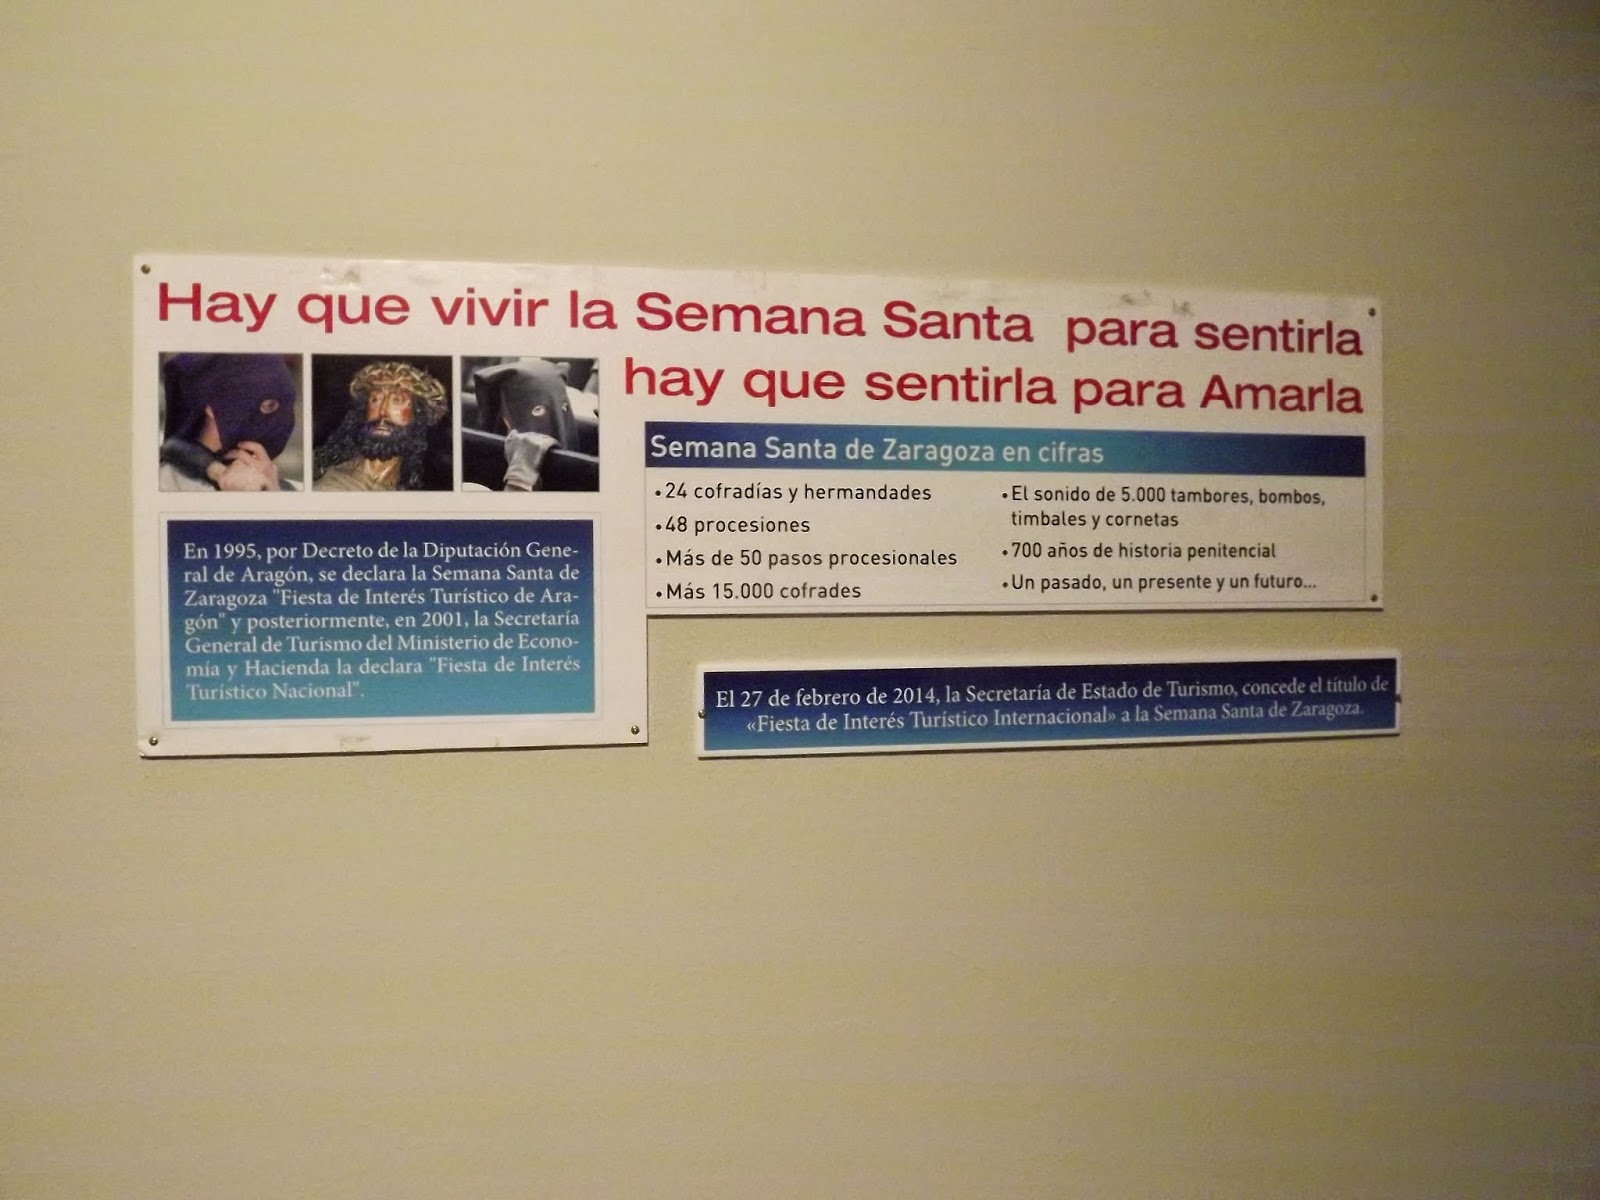 Hay que vivir la Semana Santa para sentirla
hay que sentirla para Amarla
En 1995, por Decreto de la Diputación Gene-
ral de Aragón, se declara la Semana Santa de
Zaragoza "Fiesta de Interés Turístico de Ara-
gón" y posteriormente, en 2001, la Secretaría
General de Turismo del Ministerio de Econo-
mía y Hacienda la declara "Fiesta de Interés
Turístico Nacional".
Semana Santa de Zaragoza en cifras
•24 cofradías y hermandades
•48 procesiones
•Más de 50 pasos procesionales
•Más 15.000 cofrades
•El sonido de 5.000 tambores, bombos,
timbales y cornetas
•700 años de historia penitencial
•Un pasado, un presente y un futuro...
El 27 de febrero de 2014, la Secretaría de Estado de Turismo, concede el título de
«Fiesta de Interés Turístico Internacional» a la Semana Santa de Zaragoza.